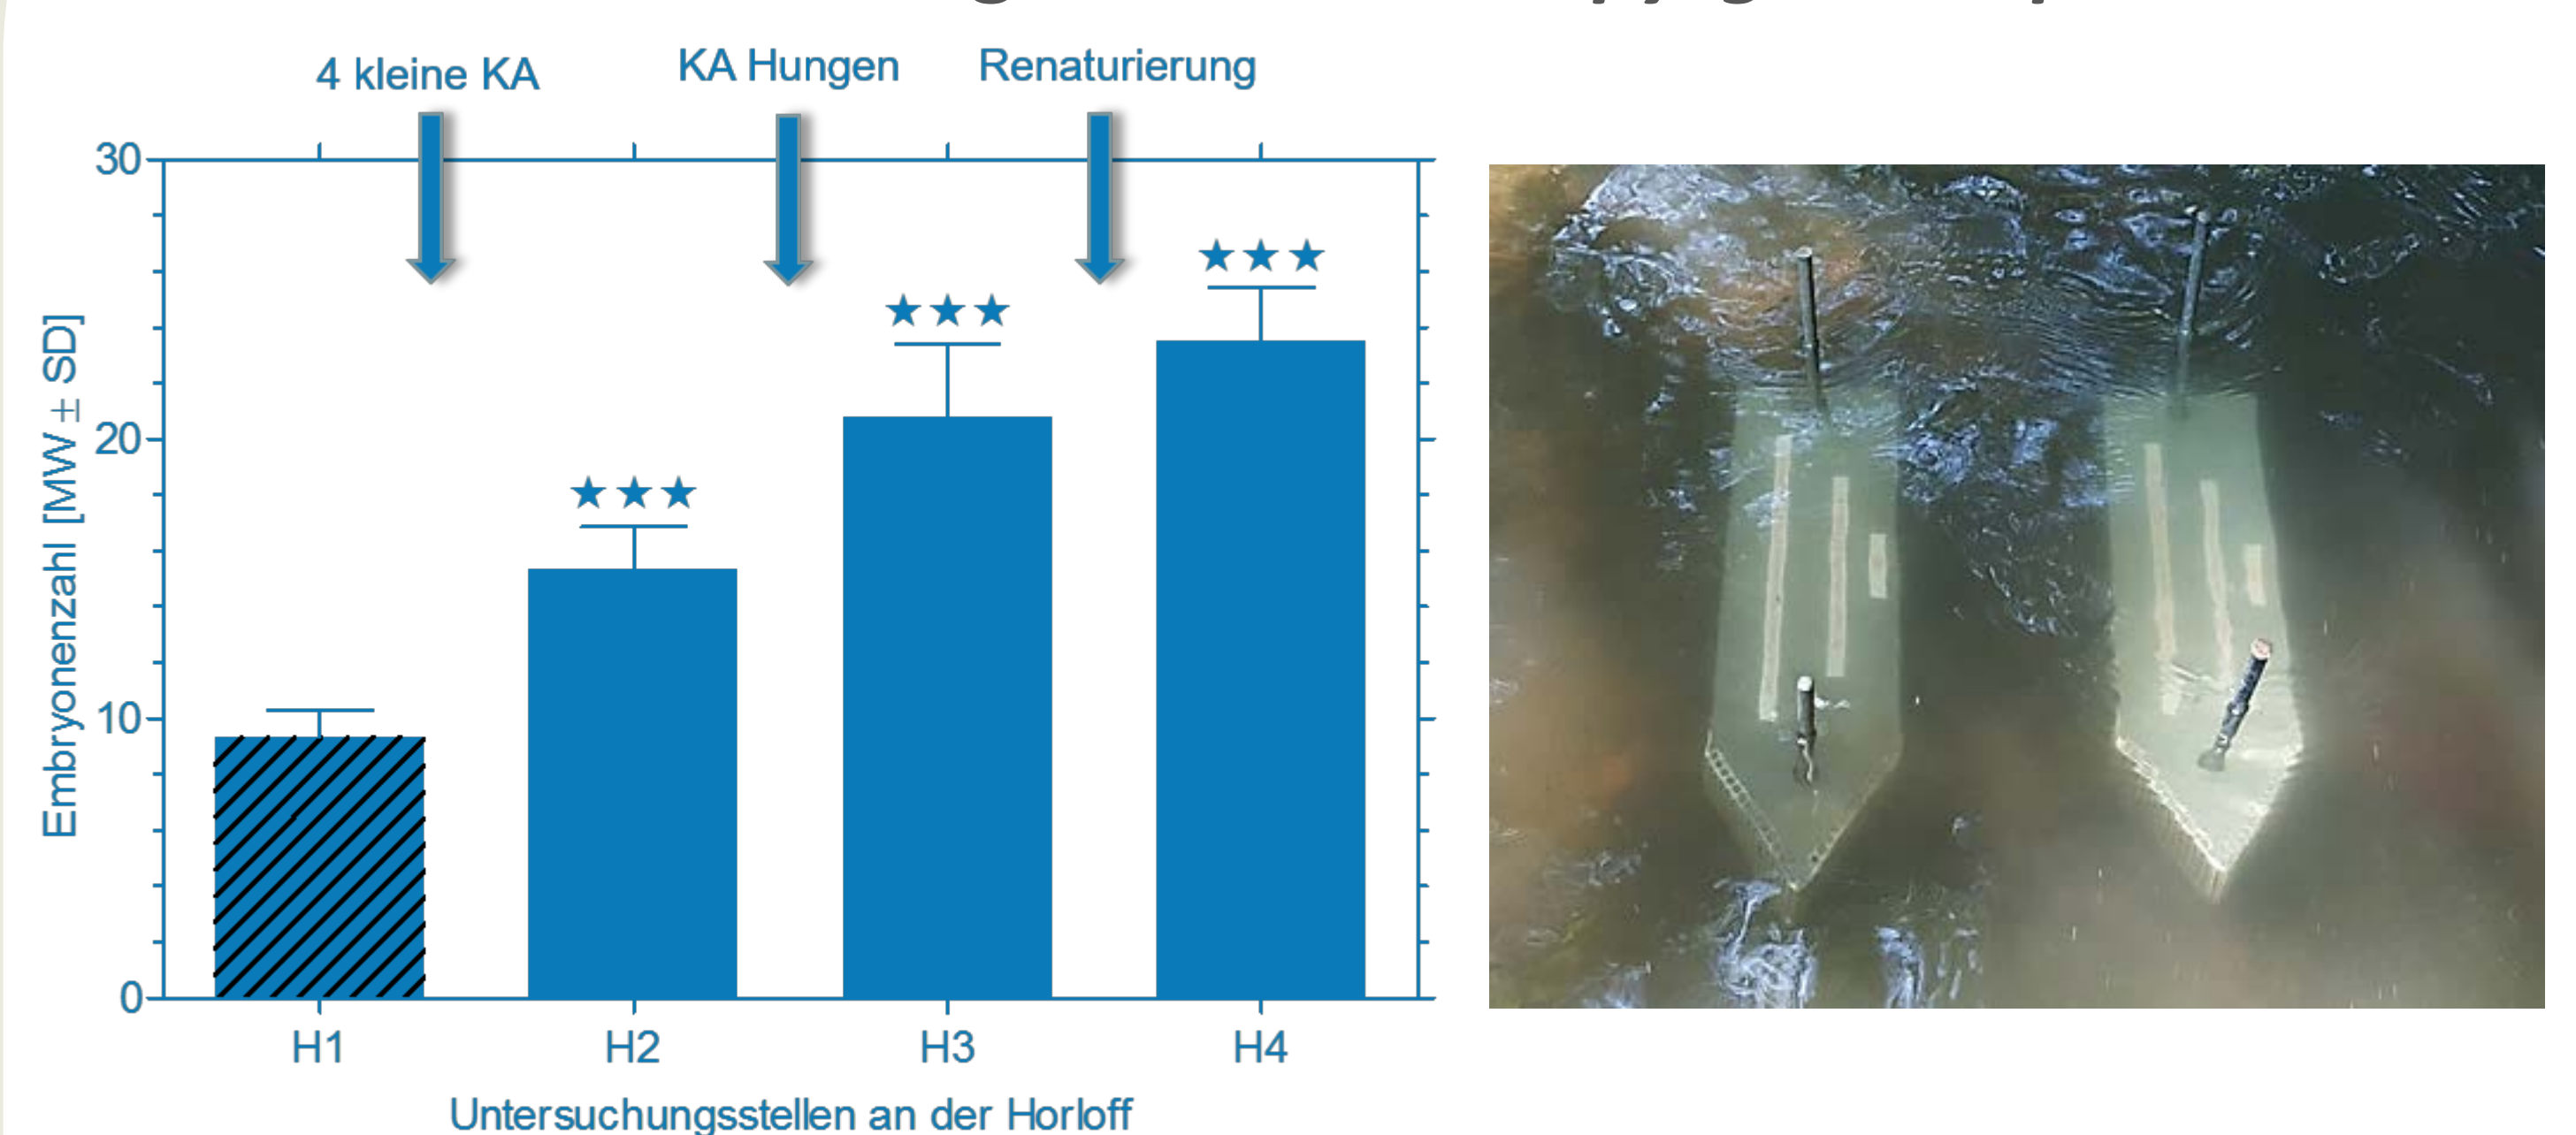 4 kleine KA
KA Hungen
Renaturierung
30
20
10
0
Embryonenzahl [MW ± SD]
★★★
★★★
★★★
H1
H2
H3
H4
Untersuchungsstellen an der Horloff